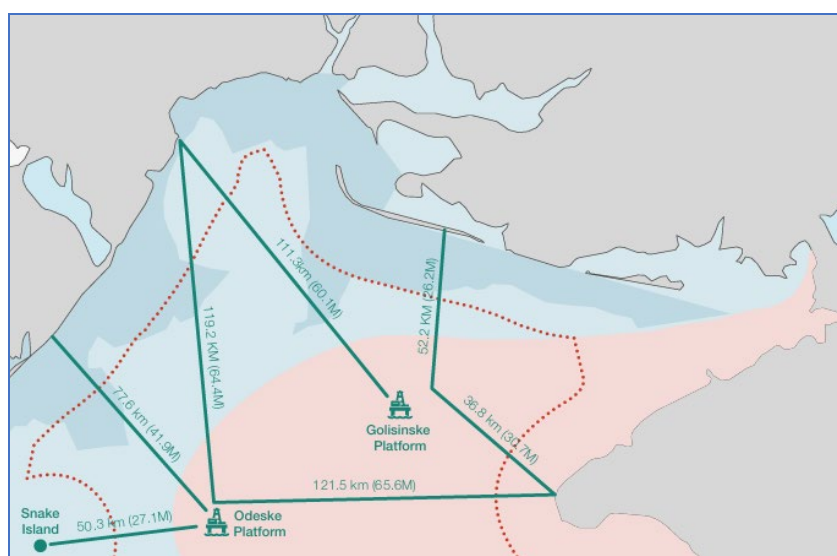 111.3km (60.1M)
52.2 KM (26.2M)
119.2 KM (64.4M)
77.6 km (41.9M)
36.8 km (30.7M)
Golisinske
Platform
121.5 km (65.6M)
Snake
Island
50.3 km (27.1M)
Odeske
Platform